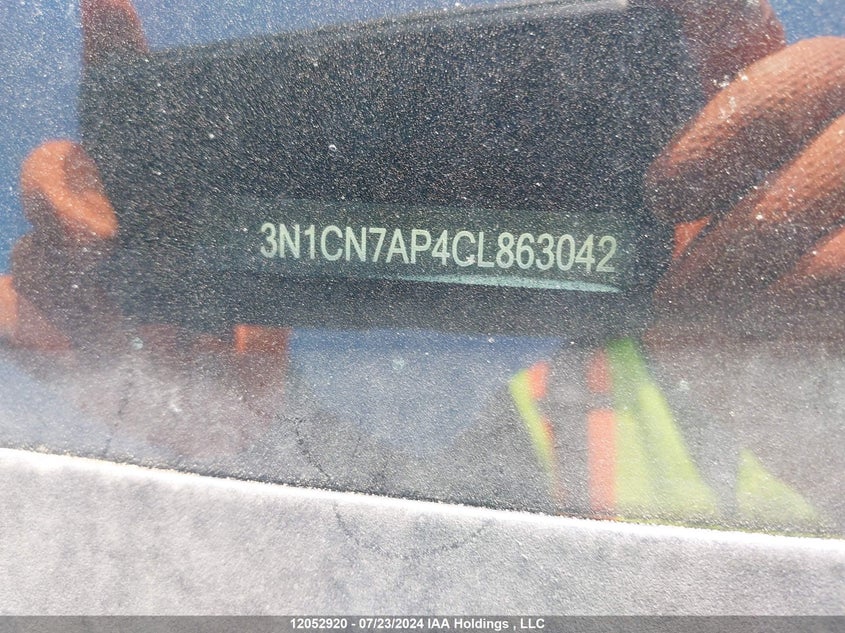 3N1CN7AP4CL863042
12052920 - 07/23/2024 IAA Holdings , LLC